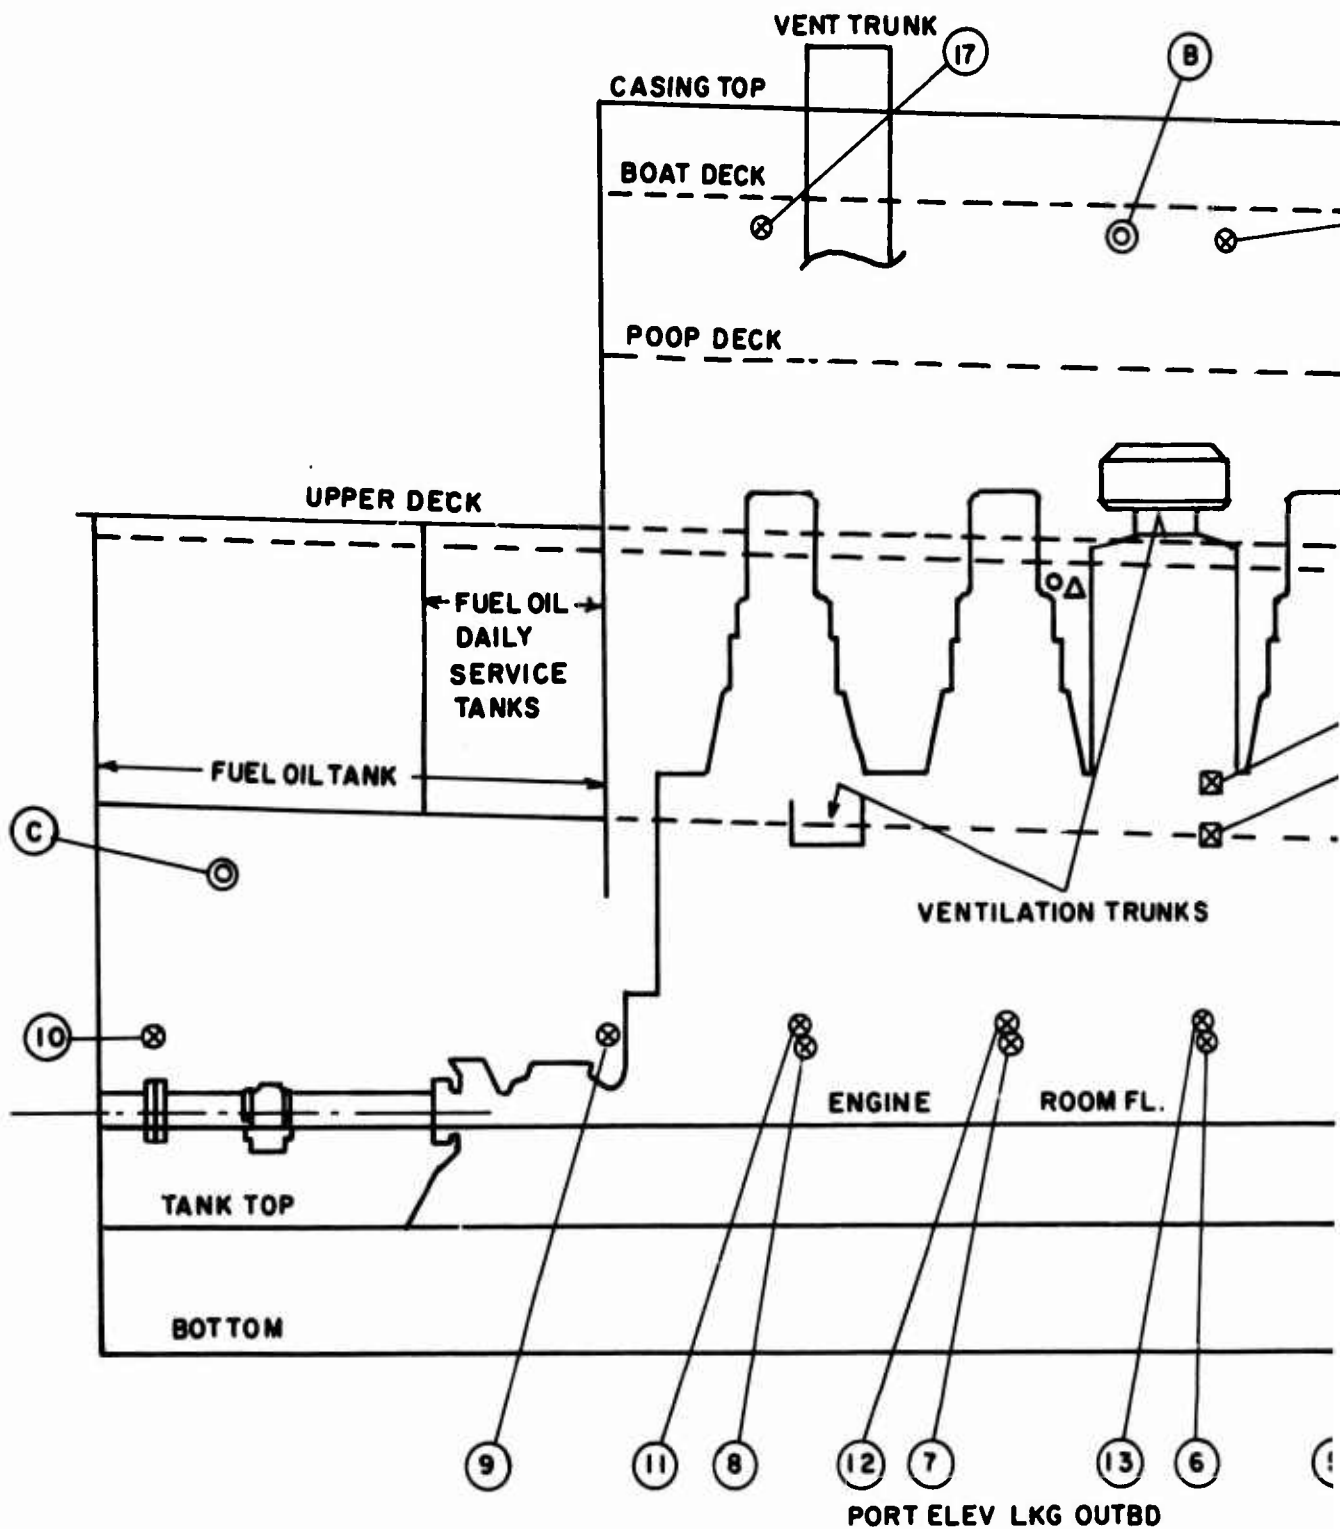 VENT TRUNK
17
B
CASING TOP
BOAT DECK
POOP DECK
UPPER DECK
FUEL OIL
DAILY
SERVICE
TANKS
FUEL OIL TANK
C
VENTILATION TRUNKS
10
ENGINE ROOM FL.
TANK TOP
BOTTOM
9 11 8 12 7 13 6
PORT ELEV LKG OUTBD